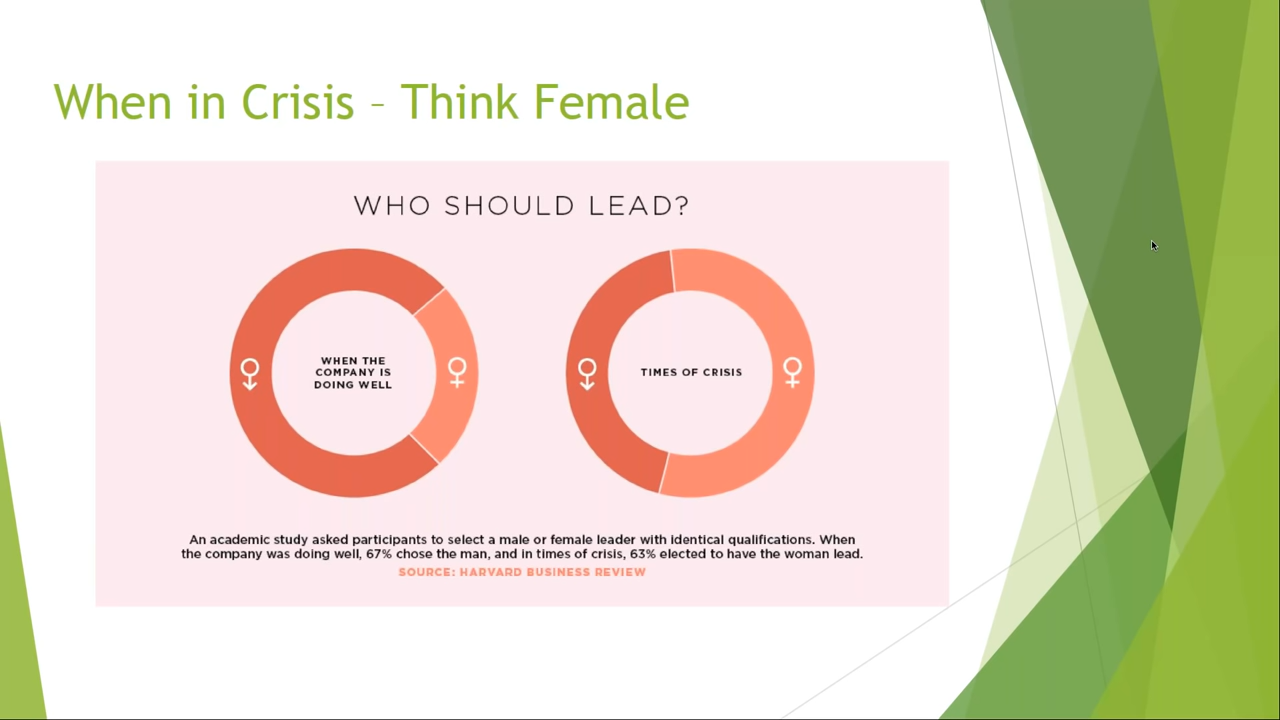 When in Crisis – Think Female
WHO SHOULD LEAD?
WHEN THE
COMPANY IS
DOING WELL
TIMES OF CRISIS
An academic study asked participants to select a male or female leader with identical qualifications. When
the company was doing well, 67% chose the man, and in times of crisis, 63% elected to have the woman lead.
SOURCE: HARVARD BUSINESS REVIEW